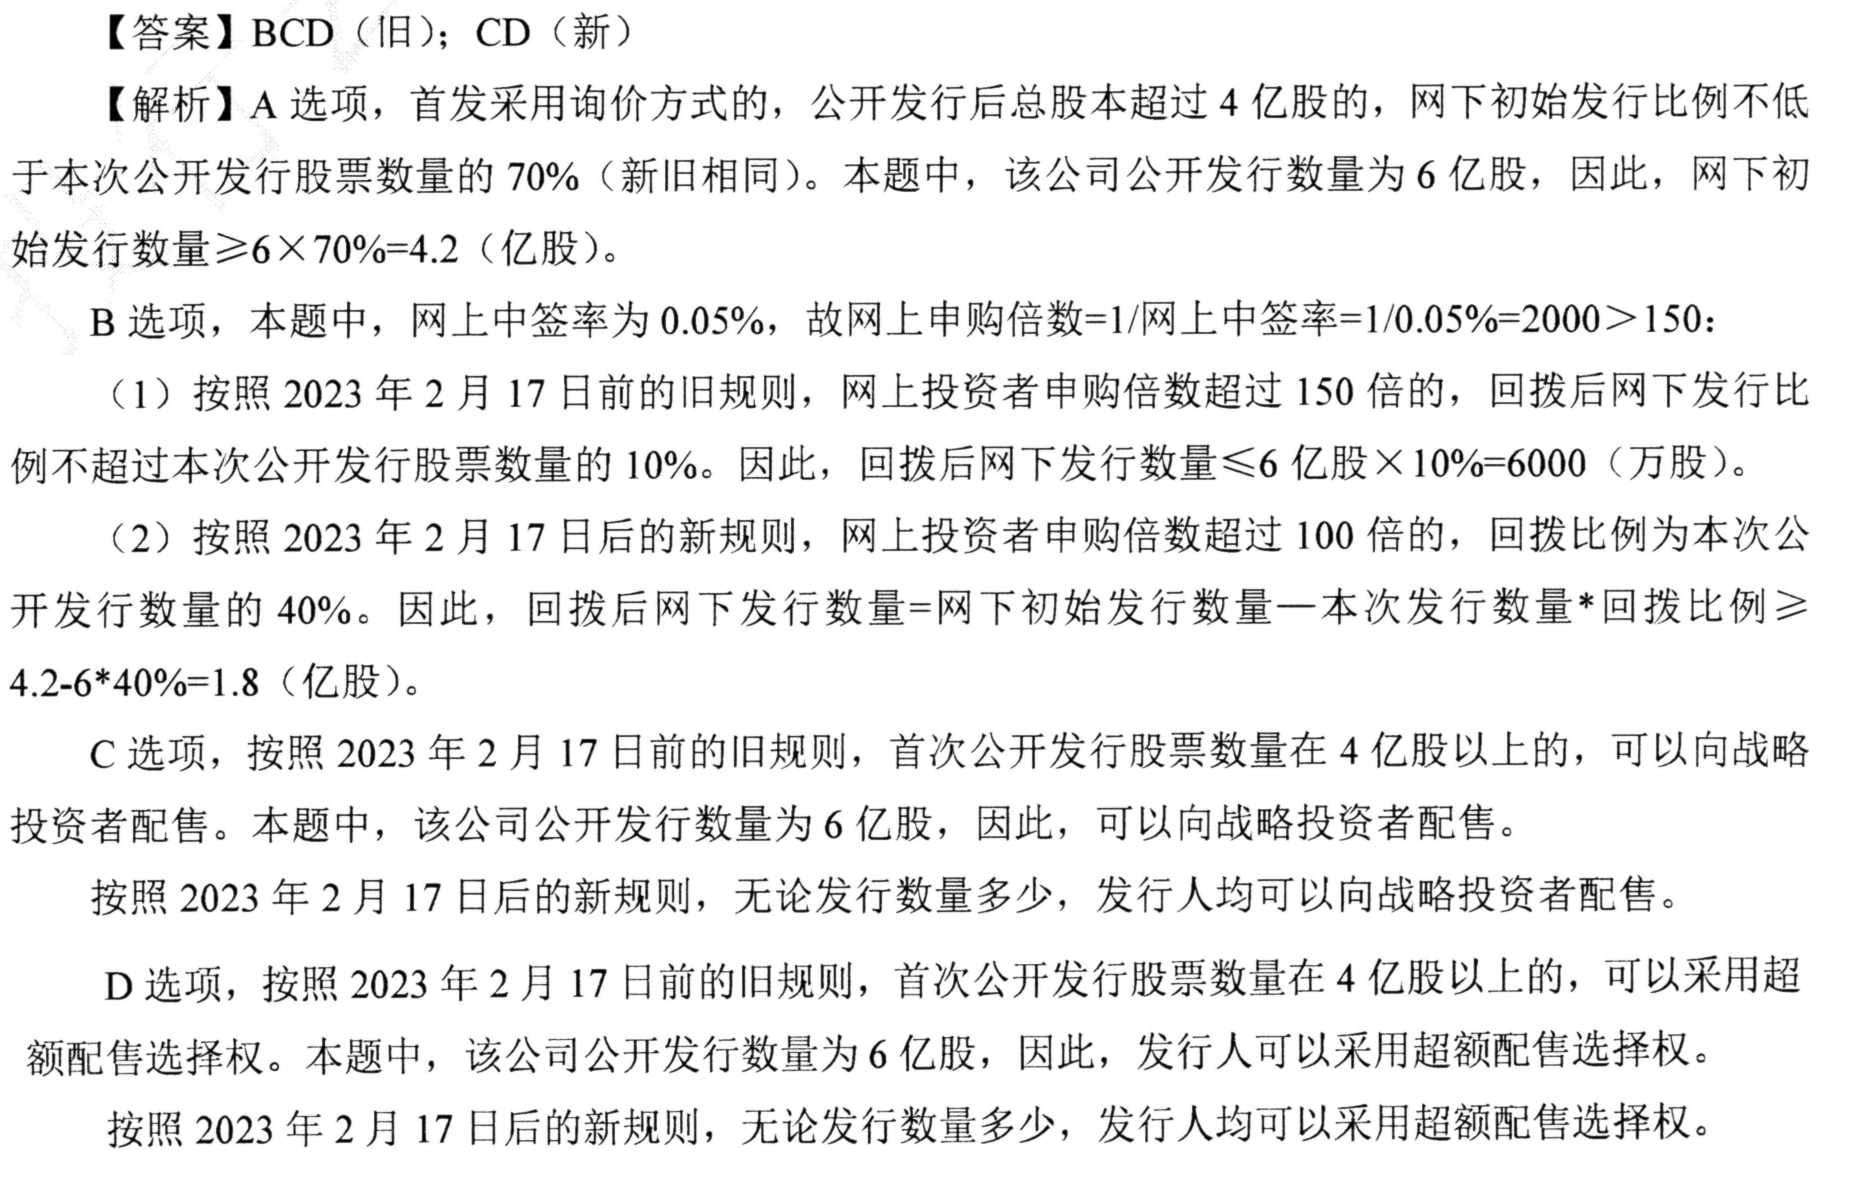 【答案】BCD（旧）；CD（新）
【解析】A 选项，首发采用询价方式的，公开发行后总股本超过 4 亿股的，网下初始发行比例不低
于本次公开发行股票数量的 70%（新旧相同）。本题中，该公司公开发行数量为 6 亿股，因此，网下初
始发行数量≥6×70%=4.2（亿股）。
B 选项，本题中，网上中签率为 0.05%，故网上申购倍数=1/网上中签率=1/0.05%=2000＞150：
（1）按照 2023 年 2 月 17 日前的旧规则，网上投资者申购倍数超过 150 倍的，回拨后网下发行比
例不超过本次公开发行股票数量的 10%。因此，回拨后网下发行数量≤6 亿股×10%=6000（万股）。
（2）按照 2023 年 2 月 17 日后的新规则，网上投资者申购倍数超过 100 倍的，回拨比例为本次公
开发行数量的 40%。因此，回拨后网下发行数量=网下初始发行数量—本次发行数量*回拨比例≥
4.2-6*40%=1.8（亿股）。
C 选项，按照 2023 年 2 月 17 日前的旧规则，首次公开发行股票数量在 4 亿股以上的，可以向战略
投资者配售。本题中，该公司公开发行数量为 6 亿股，因此，可以向战略投资者配售。
按照 2023 年 2 月 17 日后的新规则，无论发行数量多少，发行人均可以向战略投资者配售。
D 选项，按照 2023 年 2 月 17 日前的旧规则，首次公开发行股票数量在 4 亿股以上的，可以采用超
额配售选择权。本题中，该公司公开发行数量为 6 亿股，因此，发行人可以采用超额配售选择权。
按照 2023 年 2 月 17 日后的新规则，无论发行数量多少，发行人均可以采用超额配售选择权。